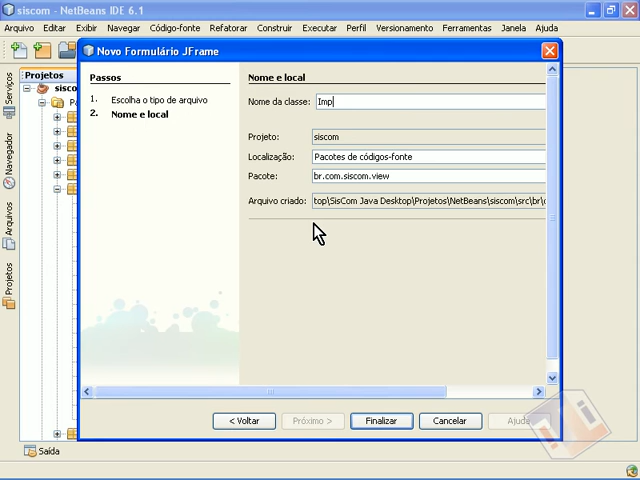 siscom - NetBeans IDE 6.1
Arquivo Editar Exibir Navegar Código-fonte Refatorar Construir Executar Perfil Versionamento Ferramentas Janela Ajuda
Novo Formulário JFrame
Projetos
sisco
Pa
Serviços
Navegador
Arquivos
Projetos
Passos
1. Escolha o tipo de arquivo
2. Nome e local
Nome e local
Nome da classe: Imp
Projeto: siscom
Localização: Pacotes de códigos-fonte
Pacote: br.com.siscom.view
Arquivo criado: top\SisCom Java Desktop\Projetos\NetBeans\siscom\src\br\c
< Voltar Próximo > Finalizar Cancelar Ajuda
Saída